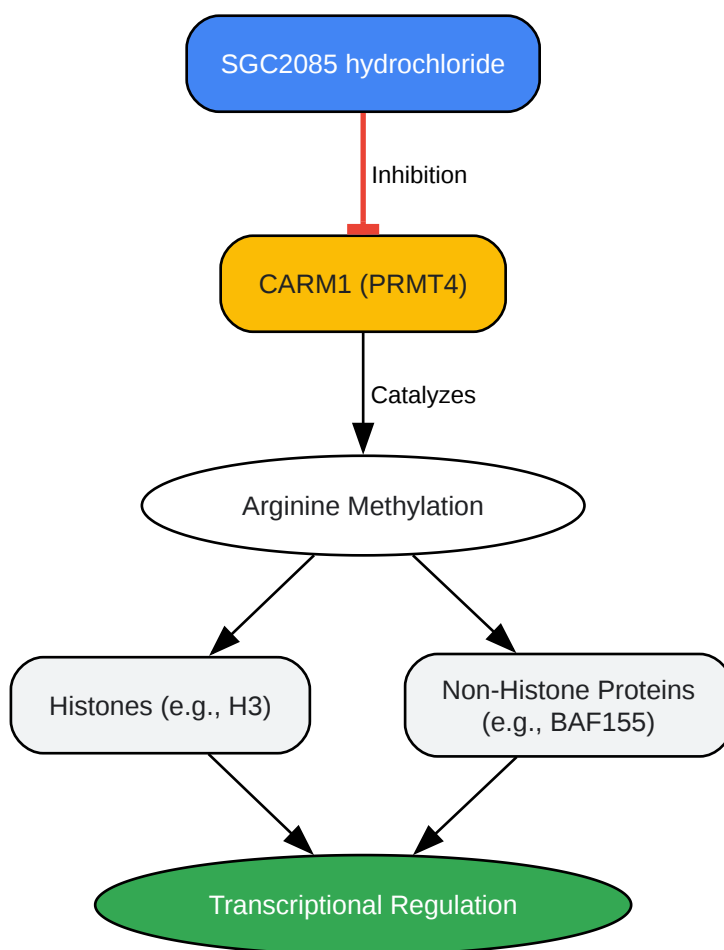 SGC2085 hydrochloride
Inhibition
CARM1 (PRMT4)
Catalyzes
Arginine Methylation
Histones (e.g., H3)
Non-Histone Proteins
(e.g., BAF155)
Transcriptional Regulation